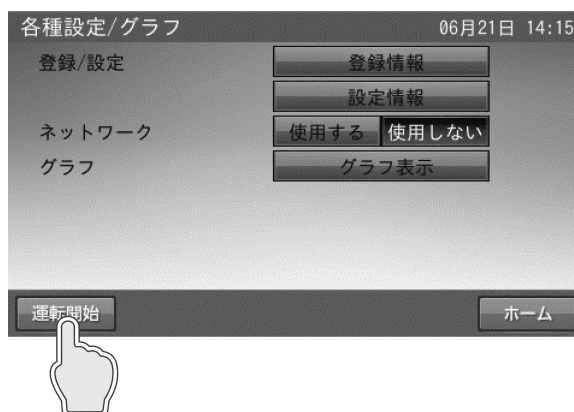 各種設定/グラフ 06月21日 14:15
登録/設定 登録情報
設定情報
ネットワーク 使用する 使用しない
グラフ グラフ表示
運転開始 ホーム